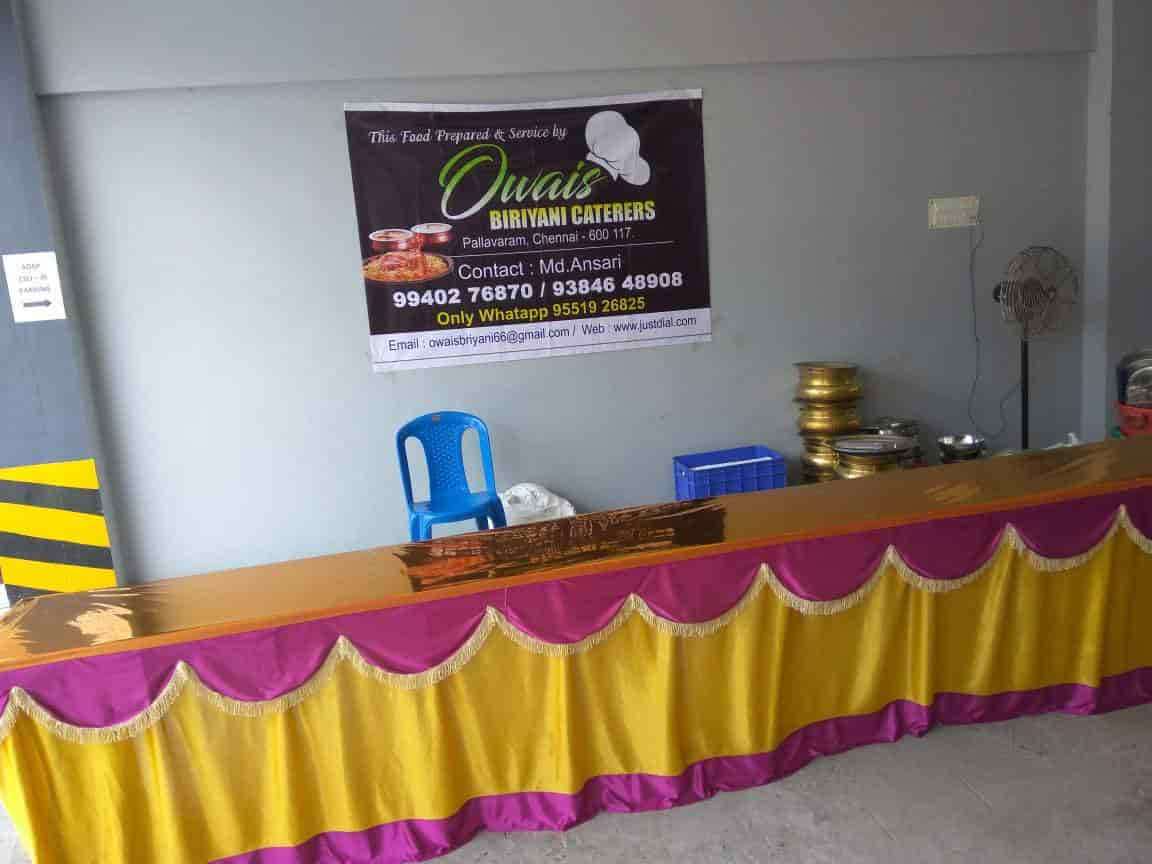 This Food Prepared & Service by
Owais
BIRIYANI CATERERS
Pallavaram, Chennai - 600 117.
Contact : Md.Ansari
99402 76870 / 93846 48908
Only Whatapp 95519 26825
Email : owaisbriyani66@gmail.com / Web : www.justdial.com
PARKING